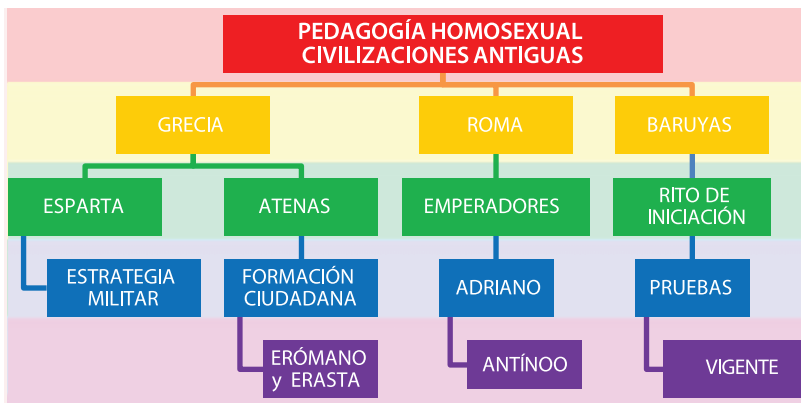 PEDAGOGÍA HOMOSEXUAL
CIVILIZACIONES ANTIGUAS
GRECIA
ROMA
BARUYAS
ESPARTA
ATENAS
EMPERADORES
RITO DE
INICIACIÓN
ESTRATEGIA
MILITAR
FORMACIÓN
CIUDADANA
ADRIANO
PRUEBAS
ERÓMANO
y ERASTA
ANTÍNOO
VIGENTE